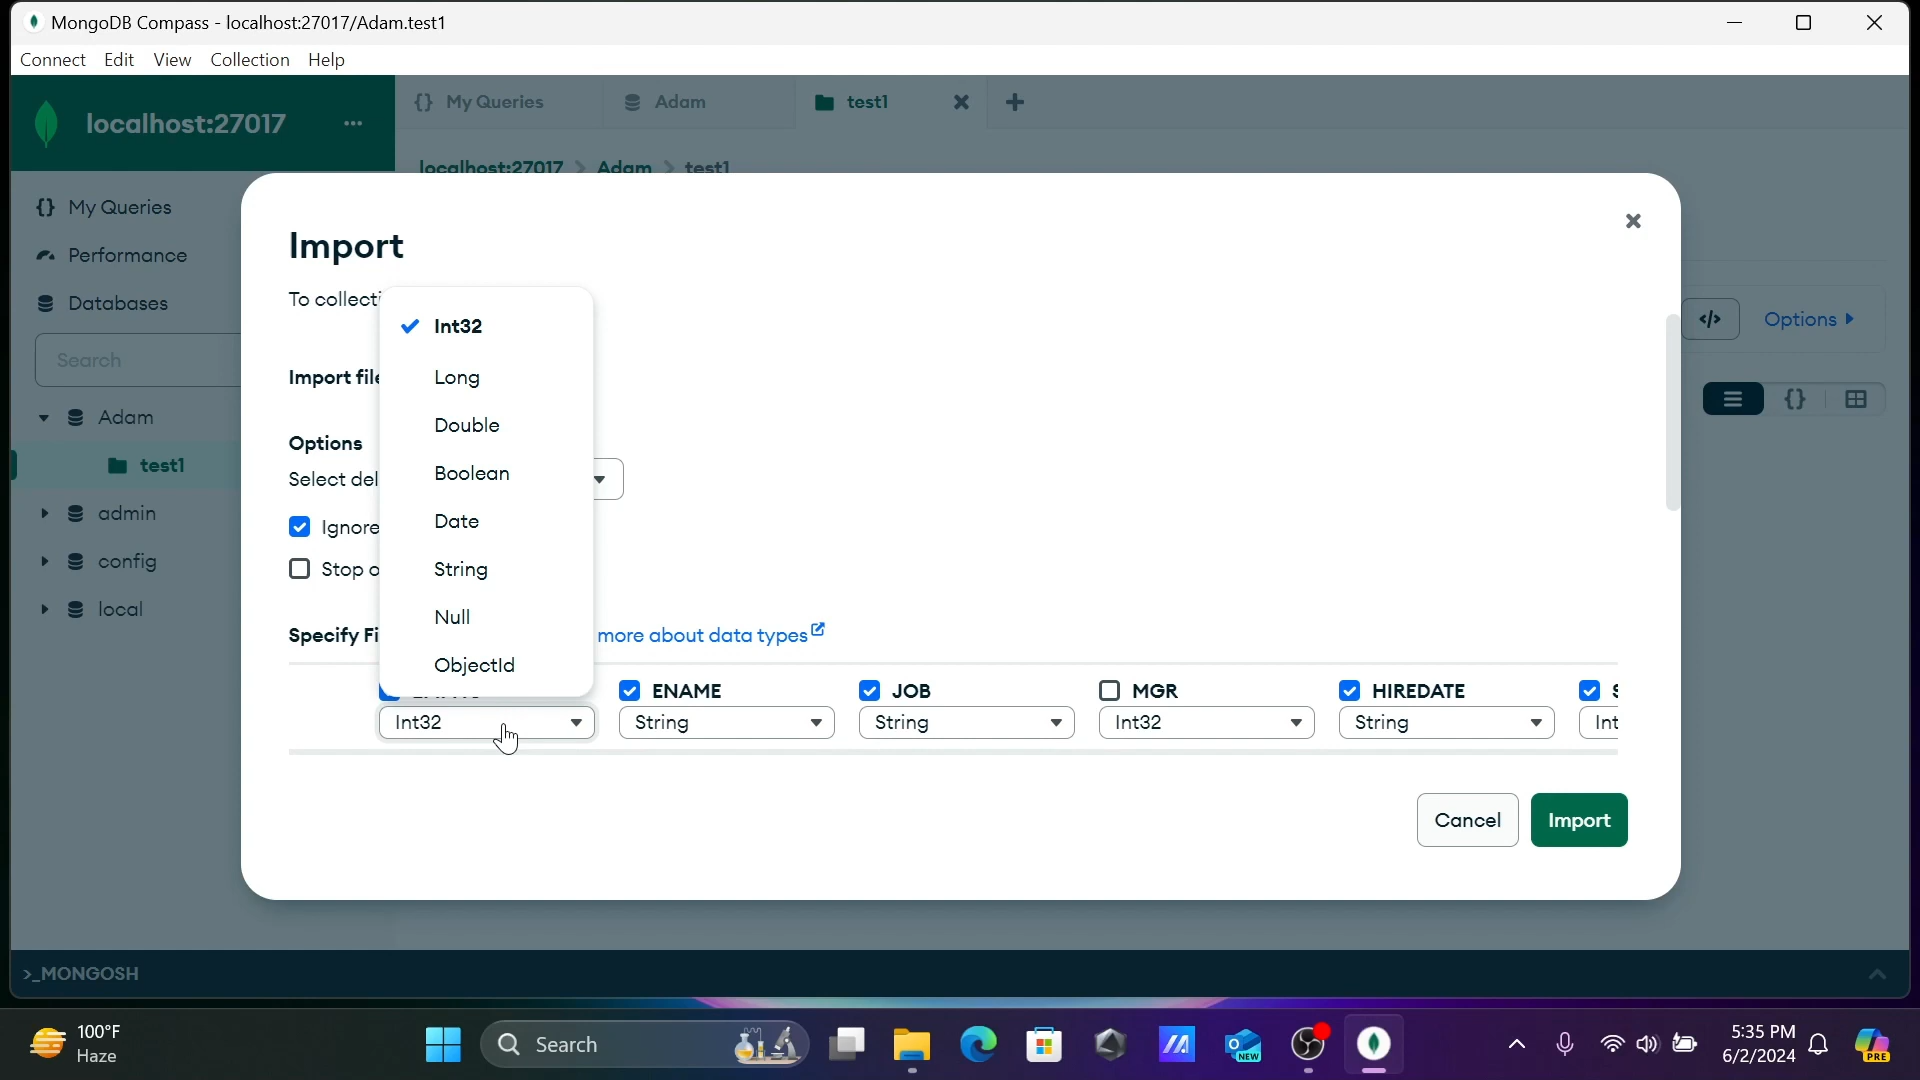 MongoDB Compass - localhost:27017/Adam.test1
Connect Edit View Collection Help
localhost:27017 ...
{} My Queries Adam test1
localhost:27017 > Adam > test1
{} My Queries
Performance
Databases
Search
Adam
test1
admin
config
local
Import
To collecti
Import file
Options
Select del
Ignore
Stop o
Specify Fi
more about data types
Int32
Long
Double
Boolean
Date
String
Null
ObjectId
</> Options
{}
ENAME JOB MGR HIREDATE
Int32 String String Int32 String Int
Cancel Import
>_MONGOSH
100°F
Haze
Search
NEW
5:35 PM
6/2/2024
PRE